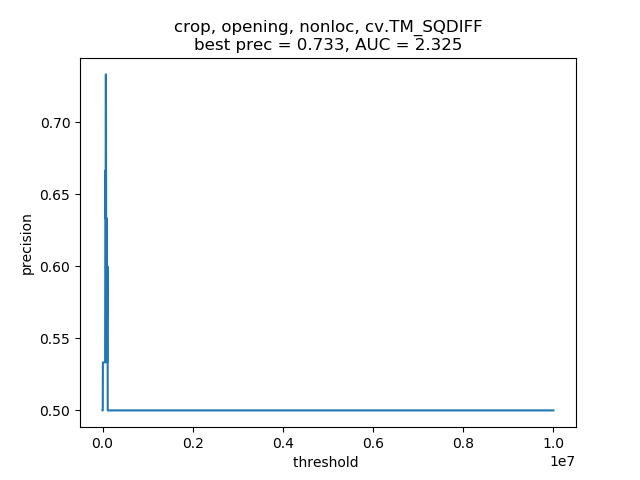 crop, opening, nonloc, cv.TM_SQDIFF
best prec = 0.733, AUC = 2.325
precision
0.70
0.65
0.60
0.55
0.50
0.0 0.2 0.4 0.6 0.8 1.0
1e7
threshold